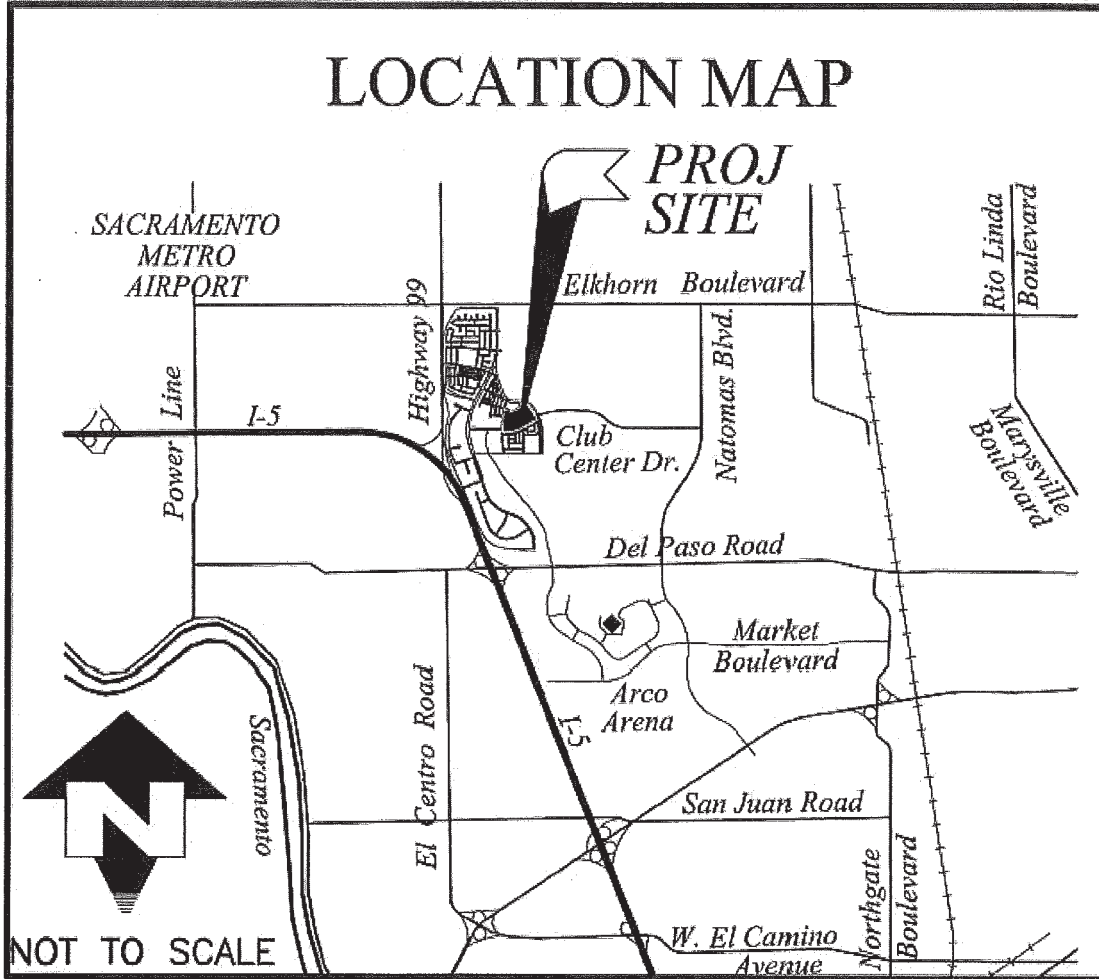 LOCATION MAP
PROJ
SITE
SACRAMENTO
METRO
AIRPORT
Elkhorn Boulevard
Rio Linda
Boulevard
Highway 99
Natomas Blvd.
Power Line
I-5
Club
Center Dr.
Marysville
Boulevard
Del Paso Road
Market
Boulevard
Arco
Arena
I-5
Sacramento
El Centro Road
San Juan Road
Northgate
Boulevard
W. El Camino
Avenue
N
NOT TO SCALE